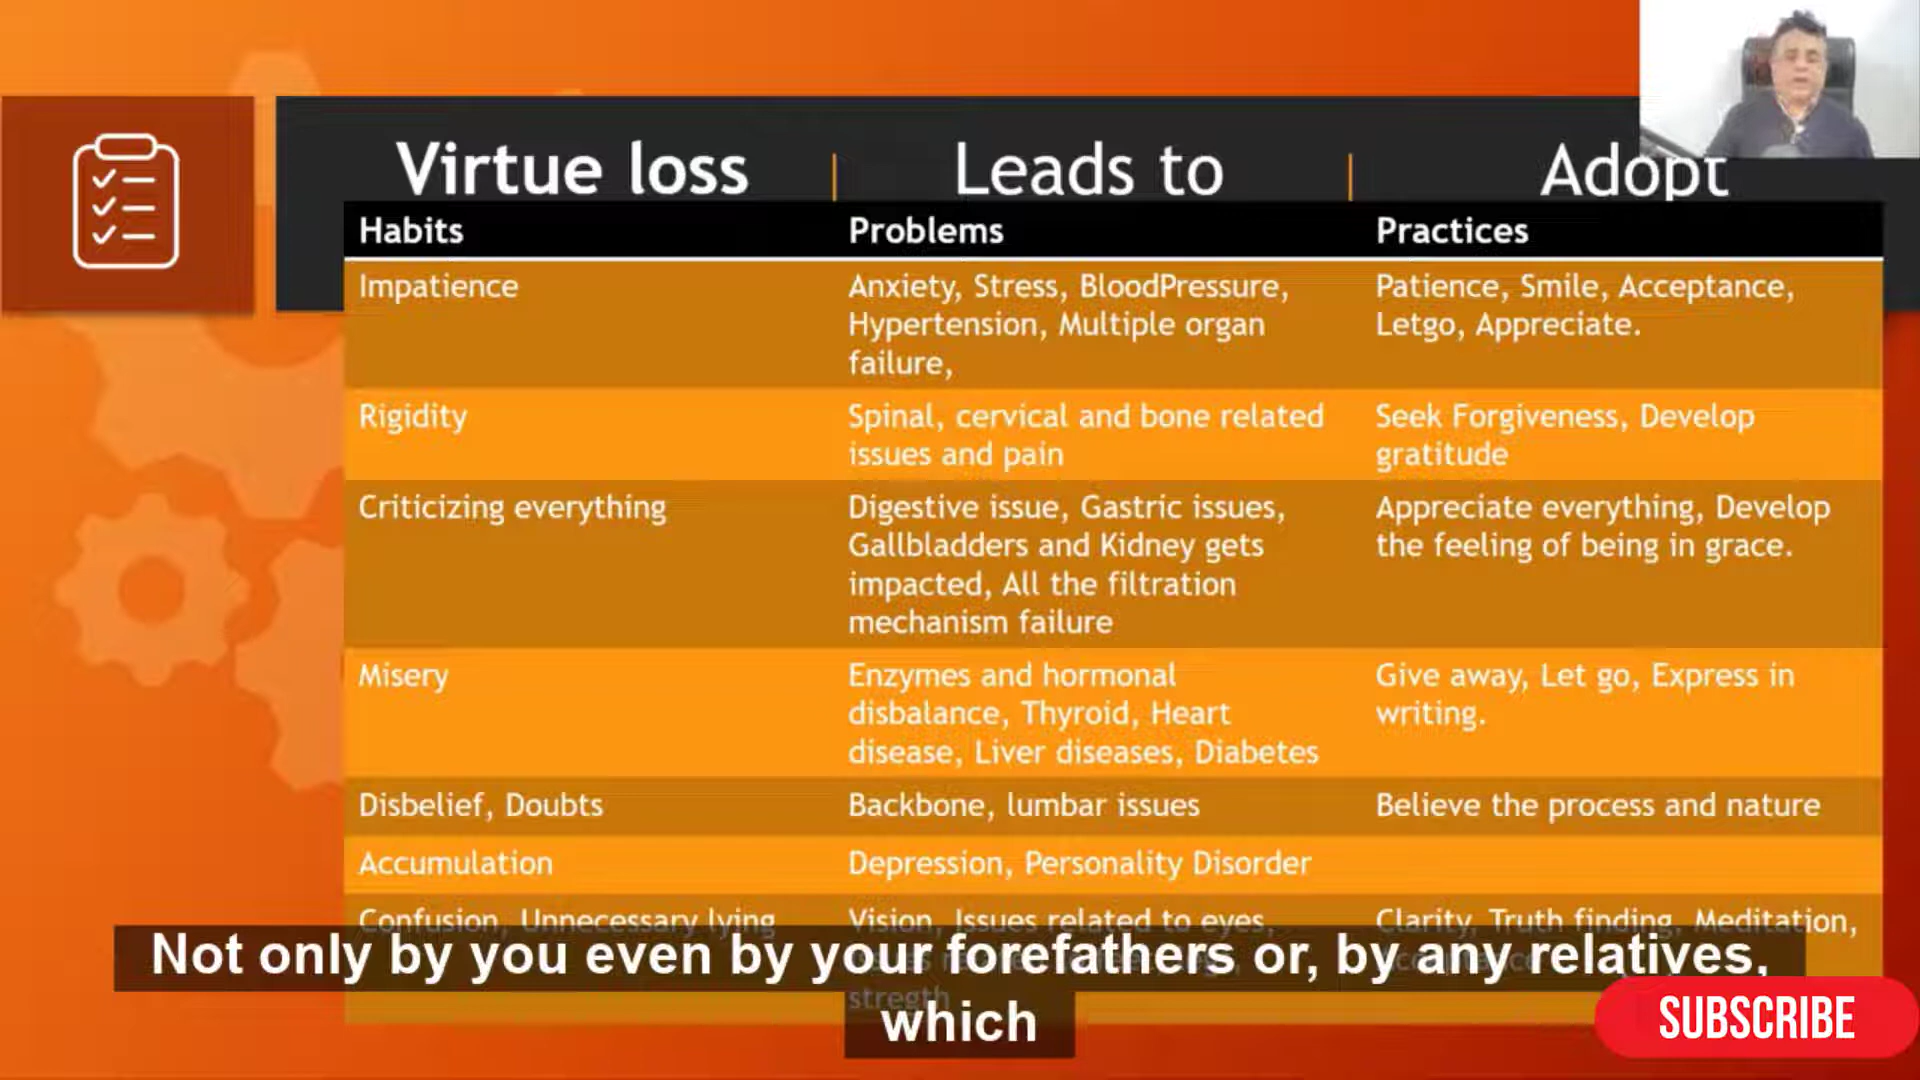 Virtue loss
Leads to
Adopt
Habits
Problems
Practices
Impatience
Anxiety, Stress, BloodPressure,
Hypertension, Multiple organ
failure,
Patience, Smile, Acceptance,
Letgo, Appreciate.
Rigidity
Spinal, cervical and bone related
issues and pain
Seek Forgiveness, Develop
gratitude
Criticizing everything
Digestive issue, Gastric issues,
Gallbladders and Kidney gets
impacted, All the filtration
mechanism failure
Appreciate everything, Develop
the feeling of being in grace.
Misery
Enzymes and hormonal
disbalance, Thyroid, Heart
disease, Liver diseases, Diabetes
Give away, Let go, Express in
writing.
Disbelief, Doubts
Backbone, lumbar issues
Believe the process and nature
Accumulation
Depression, Personality Disorder
Confusion, Unnecessary lying
Vision, Issues related to eyes,
stregth
Clarity, Truth finding, Meditation,
Not only by you even by your forefathers or, by any relatives,
which
SUBSCRIBE